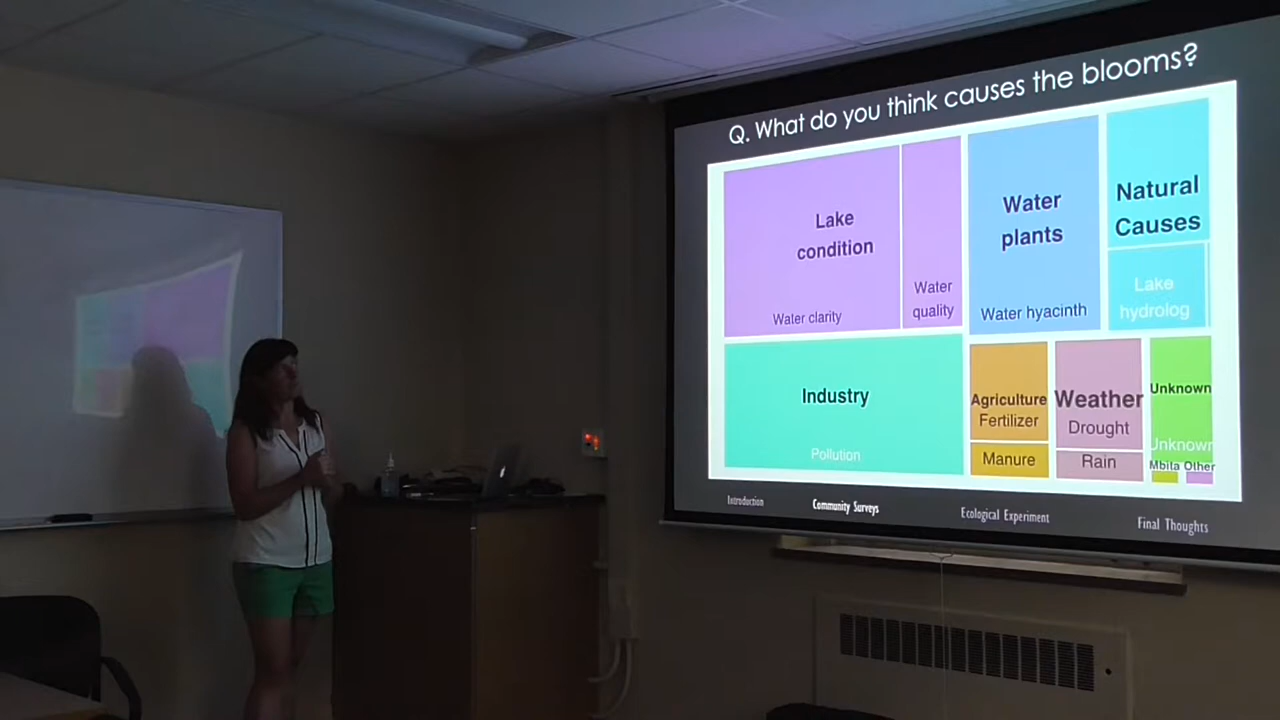 Q. What do you think causes the blooms?
Lake
condition
Water clarity
Water
quality
Water
plants
Water hyacinth
Natural
Causes
Lake
hydrolog
Industry
Pollution
Agriculture
Fertilizer
Manure
Weather
Drought
Rain
Unknown
Unknown
Mbita Other
Introduction
Community Surveys
Ecological Experiment
Final Thoughts